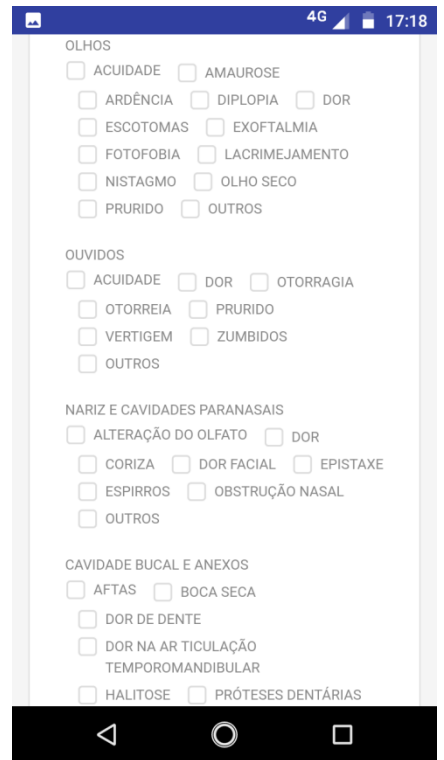 4G 17:18
OLHOS
ACUIDADE AMAUROSE
ARDÊNCIA DIPLOPIA DOR
ESCOTOMAS EXOFTALMIA
FOTOFOBIA LACRIMEJAMENTO
NISTAGMO OLHO SECO
PRURIDO OUTROS
OUVIDOS
ACUIDADE DOR OTORRAGIA
OTORREIA PRURIDO
VERTIGEM ZUMBIDOS
OUTROS
NARIZ E CAVIDADES PARANASAIS
ALTERAÇÃO DO OLFATO DOR
CORIZA DOR FACIAL EPISTAXE
ESPIRROS OBSTRUÇÃO NASAL
OUTROS
CAVIDADE BUCAL E ANEXOS
AFTAS BOCA SECA
DOR DE DENTE
DOR NA AR TICULAÇÃO
TEMPOROMANDIBULAR
HALITOSE PRÓTESES DENTÁRIAS